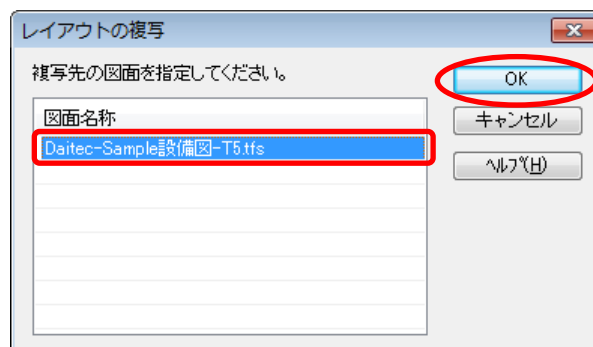 レイアウトの複写
複写先の図面を指定してください。
図面名称
Daitec-Sample設備図-T5.tfs
OK
キャンセル
ﾍﾙﾌﾟ(H)